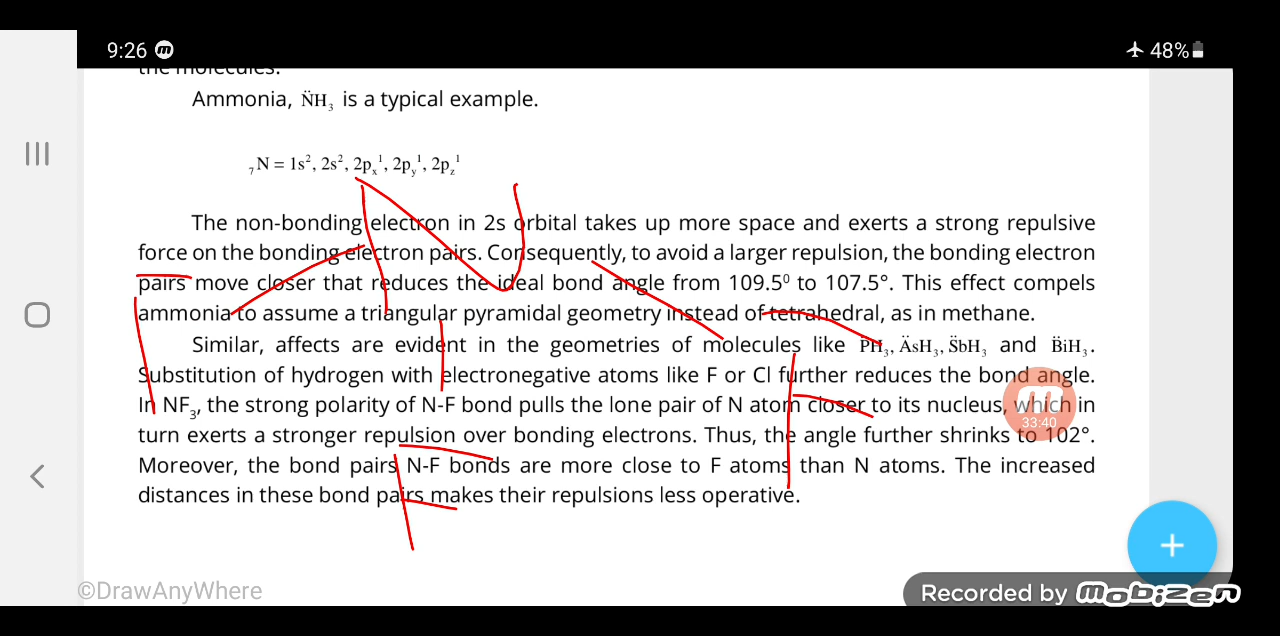 9:26 m 48%
the molecules.
Ammonia, N̈H₃ is a typical example.
₇N = 1s², 2s², 2pₓ¹, 2pᵧ¹, 2p_z¹
The non-bonding electron in 2s orbital takes up more space and exerts a strong repulsive
force on the bonding electron pairs. Consequently, to avoid a larger repulsion, the bonding electron
pairs move closer that reduces the ideal bond angle from 109.5⁰ to 107.5°. This effect compels
ammonia to assume a triangular pyramidal geometry instead of tetrahedral, as in methane.
Similar, affects are evident in the geometries of molecules like P̈H₃, ÄsH₃, S̈bH₃ and B̈iH₃.
Substitution of hydrogen with electronegative atoms like F or Cl further reduces the bond angle.
In NF₃, the strong polarity of N-F bond pulls the lone pair of N atom closer to its nucleus, which in
turn exerts a stronger repulsion over bonding electrons. Thus, the angle further shrinks to 102°.
Moreover, the bond pairs N-F bonds are more close to F atoms than N atoms. The increased
distances in these bond pairs makes their repulsions less operative.
N
F
F
F
m
33:40
+
©DrawAnyWhere
Recorded by mobizen